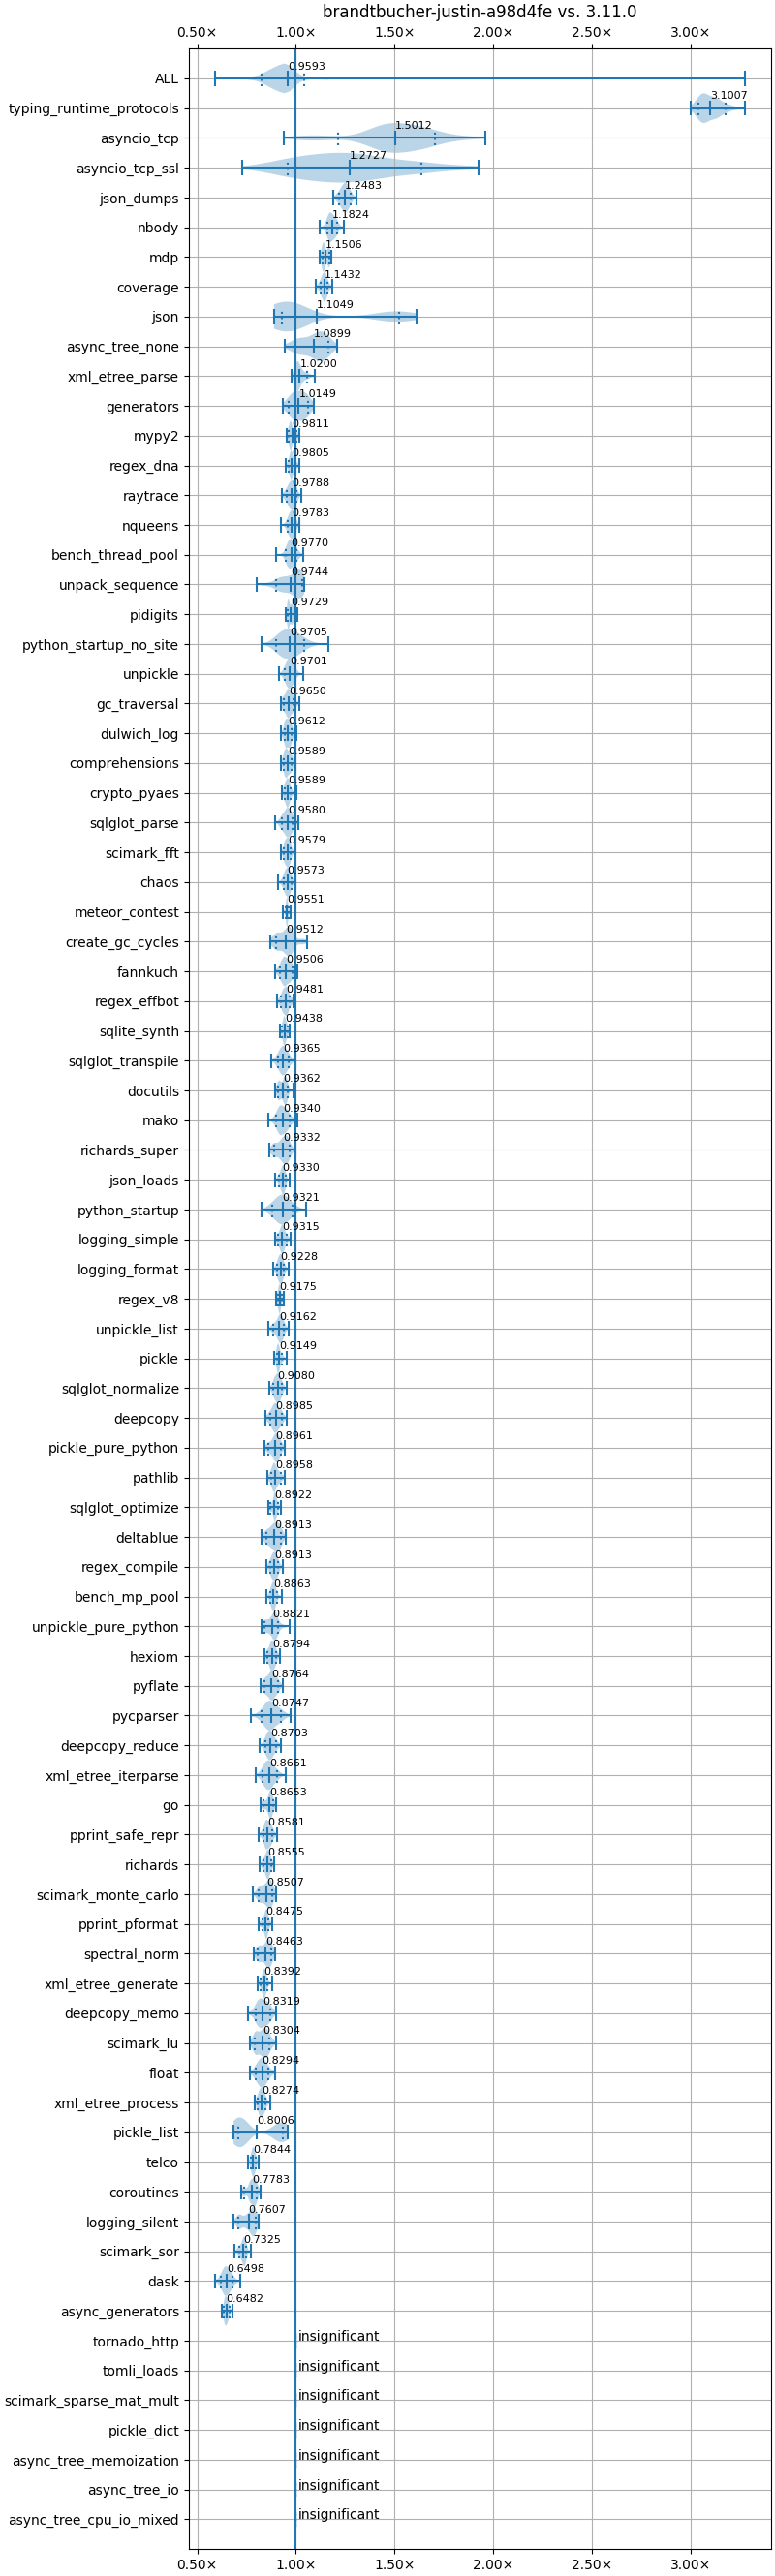 brandtbucher-justin-a98d4fe vs. 3.11.0
0.50× 1.00× 1.50× 2.00× 2.50× 3.00×
ALL 0.9593
typing_runtime_protocols 3.1007
asyncio_tcp 1.5012
asyncio_tcp_ssl 1.2727
json_dumps 1.2483
nbody 1.1824
mdp 1.1506
coverage 1.1432
json 1.1049
async_tree_none 1.0899
xml_etree_parse 1.0200
generators 1.0149
mypy2 0.9811
regex_dna 0.9805
raytrace 0.9788
nqueens 0.9783
bench_thread_pool 0.9770
unpack_sequence 0.9744
pidigits 0.9729
python_startup_no_site 0.9705
unpickle 0.9701
gc_traversal 0.9650
dulwich_log 0.9612
comprehensions 0.9589
crypto_pyaes 0.9589
sqlglot_parse 0.9580
scimark_fft 0.9579
chaos 0.9573
meteor_contest 0.9551
create_gc_cycles 0.9512
fannkuch 0.9506
regex_effbot 0.9481
sqlite_synth 0.9438
sqlglot_transpile 0.9365
docutils 0.9362
mako 0.9340
richards_super 0.9332
json_loads 0.9330
python_startup 0.9321
logging_simple 0.9315
logging_format 0.9228
regex_v8 0.9175
unpickle_list 0.9162
pickle 0.9149
sqlglot_normalize 0.9080
deepcopy 0.8985
pickle_pure_python 0.8961
pathlib 0.8958
sqlglot_optimize 0.8922
deltablue 0.8913
regex_compile 0.8913
bench_mp_pool 0.8863
unpickle_pure_python 0.8821
hexiom 0.8794
pyflate 0.8764
pycparser 0.8747
deepcopy_reduce 0.8703
xml_etree_iterparse 0.8661
go 0.8653
pprint_safe_repr 0.8581
richards 0.8555
scimark_monte_carlo 0.8507
pprint_pformat 0.8475
spectral_norm 0.8463
xml_etree_generate 0.8392
deepcopy_memo 0.8319
scimark_lu 0.8304
float 0.8294
xml_etree_process 0.8274
pickle_list 0.8006
telco 0.7844
coroutines 0.7783
logging_silent 0.7607
scimark_sor 0.7325
dask 0.6498
async_generators 0.6482
tornado_http insignificant
tomli_loads insignificant
scimark_sparse_mat_mult insignificant
pickle_dict insignificant
async_tree_memoization insignificant
async_tree_io insignificant
async_tree_cpu_io_mixed insignificant
0.50× 1.00× 1.50× 2.00× 2.50× 3.00×